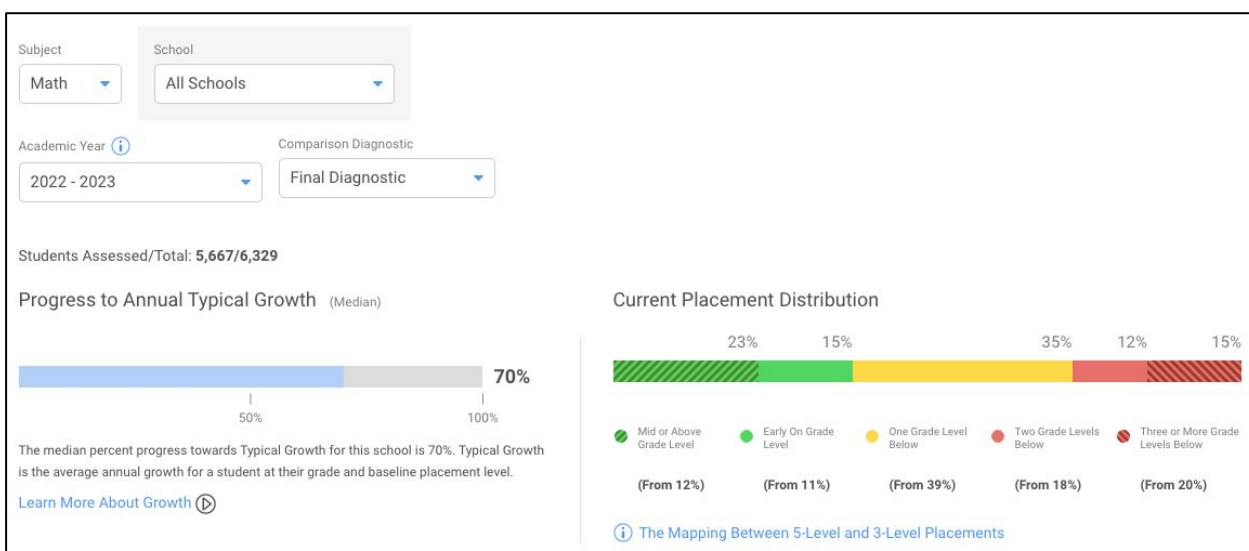 Subject
School
Math
All Schools
Academic Year
Comparison Diagnostic
2022 - 2023
Final Diagnostic
Students Assessed/Total: 5,667/6,329
Progress to Annual Typical Growth (Median)
70%
50%
100%
The median percent progress towards Typical Growth for this school is 70%. Typical Growth
is the average annual growth for a student at their grade and baseline placement level.
Learn More About Growth
Current Placement Distribution
23% 15% 35% 12% 15%
Mid or Above
Grade Level
Early On Grade
Level
One Grade Level
Below
Two Grade Levels
Below
Three or More Grade
Levels Below
(From 12%) (From 11%) (From 39%) (From 18%) (From 20%)
The Mapping Between 5-Level and 3-Level Placements